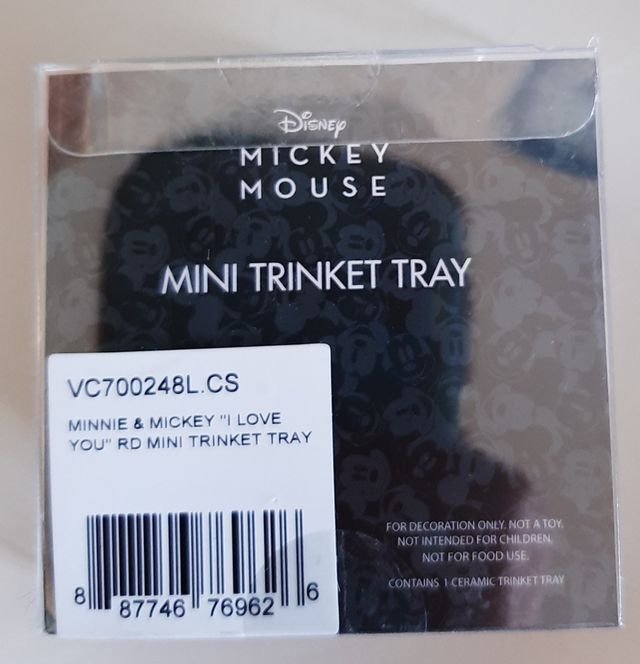 Disney
MICKEY
MOUSE
MINI TRINKET TRAY
VC700248L.CS
MINNIE & MICKEY "I LOVE
YOU" RD MINI TRINKET TRAY
8 87746 76962 6
FOR DECORATION ONLY. NOT A TOY.
NOT INTENDED FOR CHILDREN.
NOT FOR FOOD USE.
CONTAINS 1 CERAMIC TRINKET TRAY